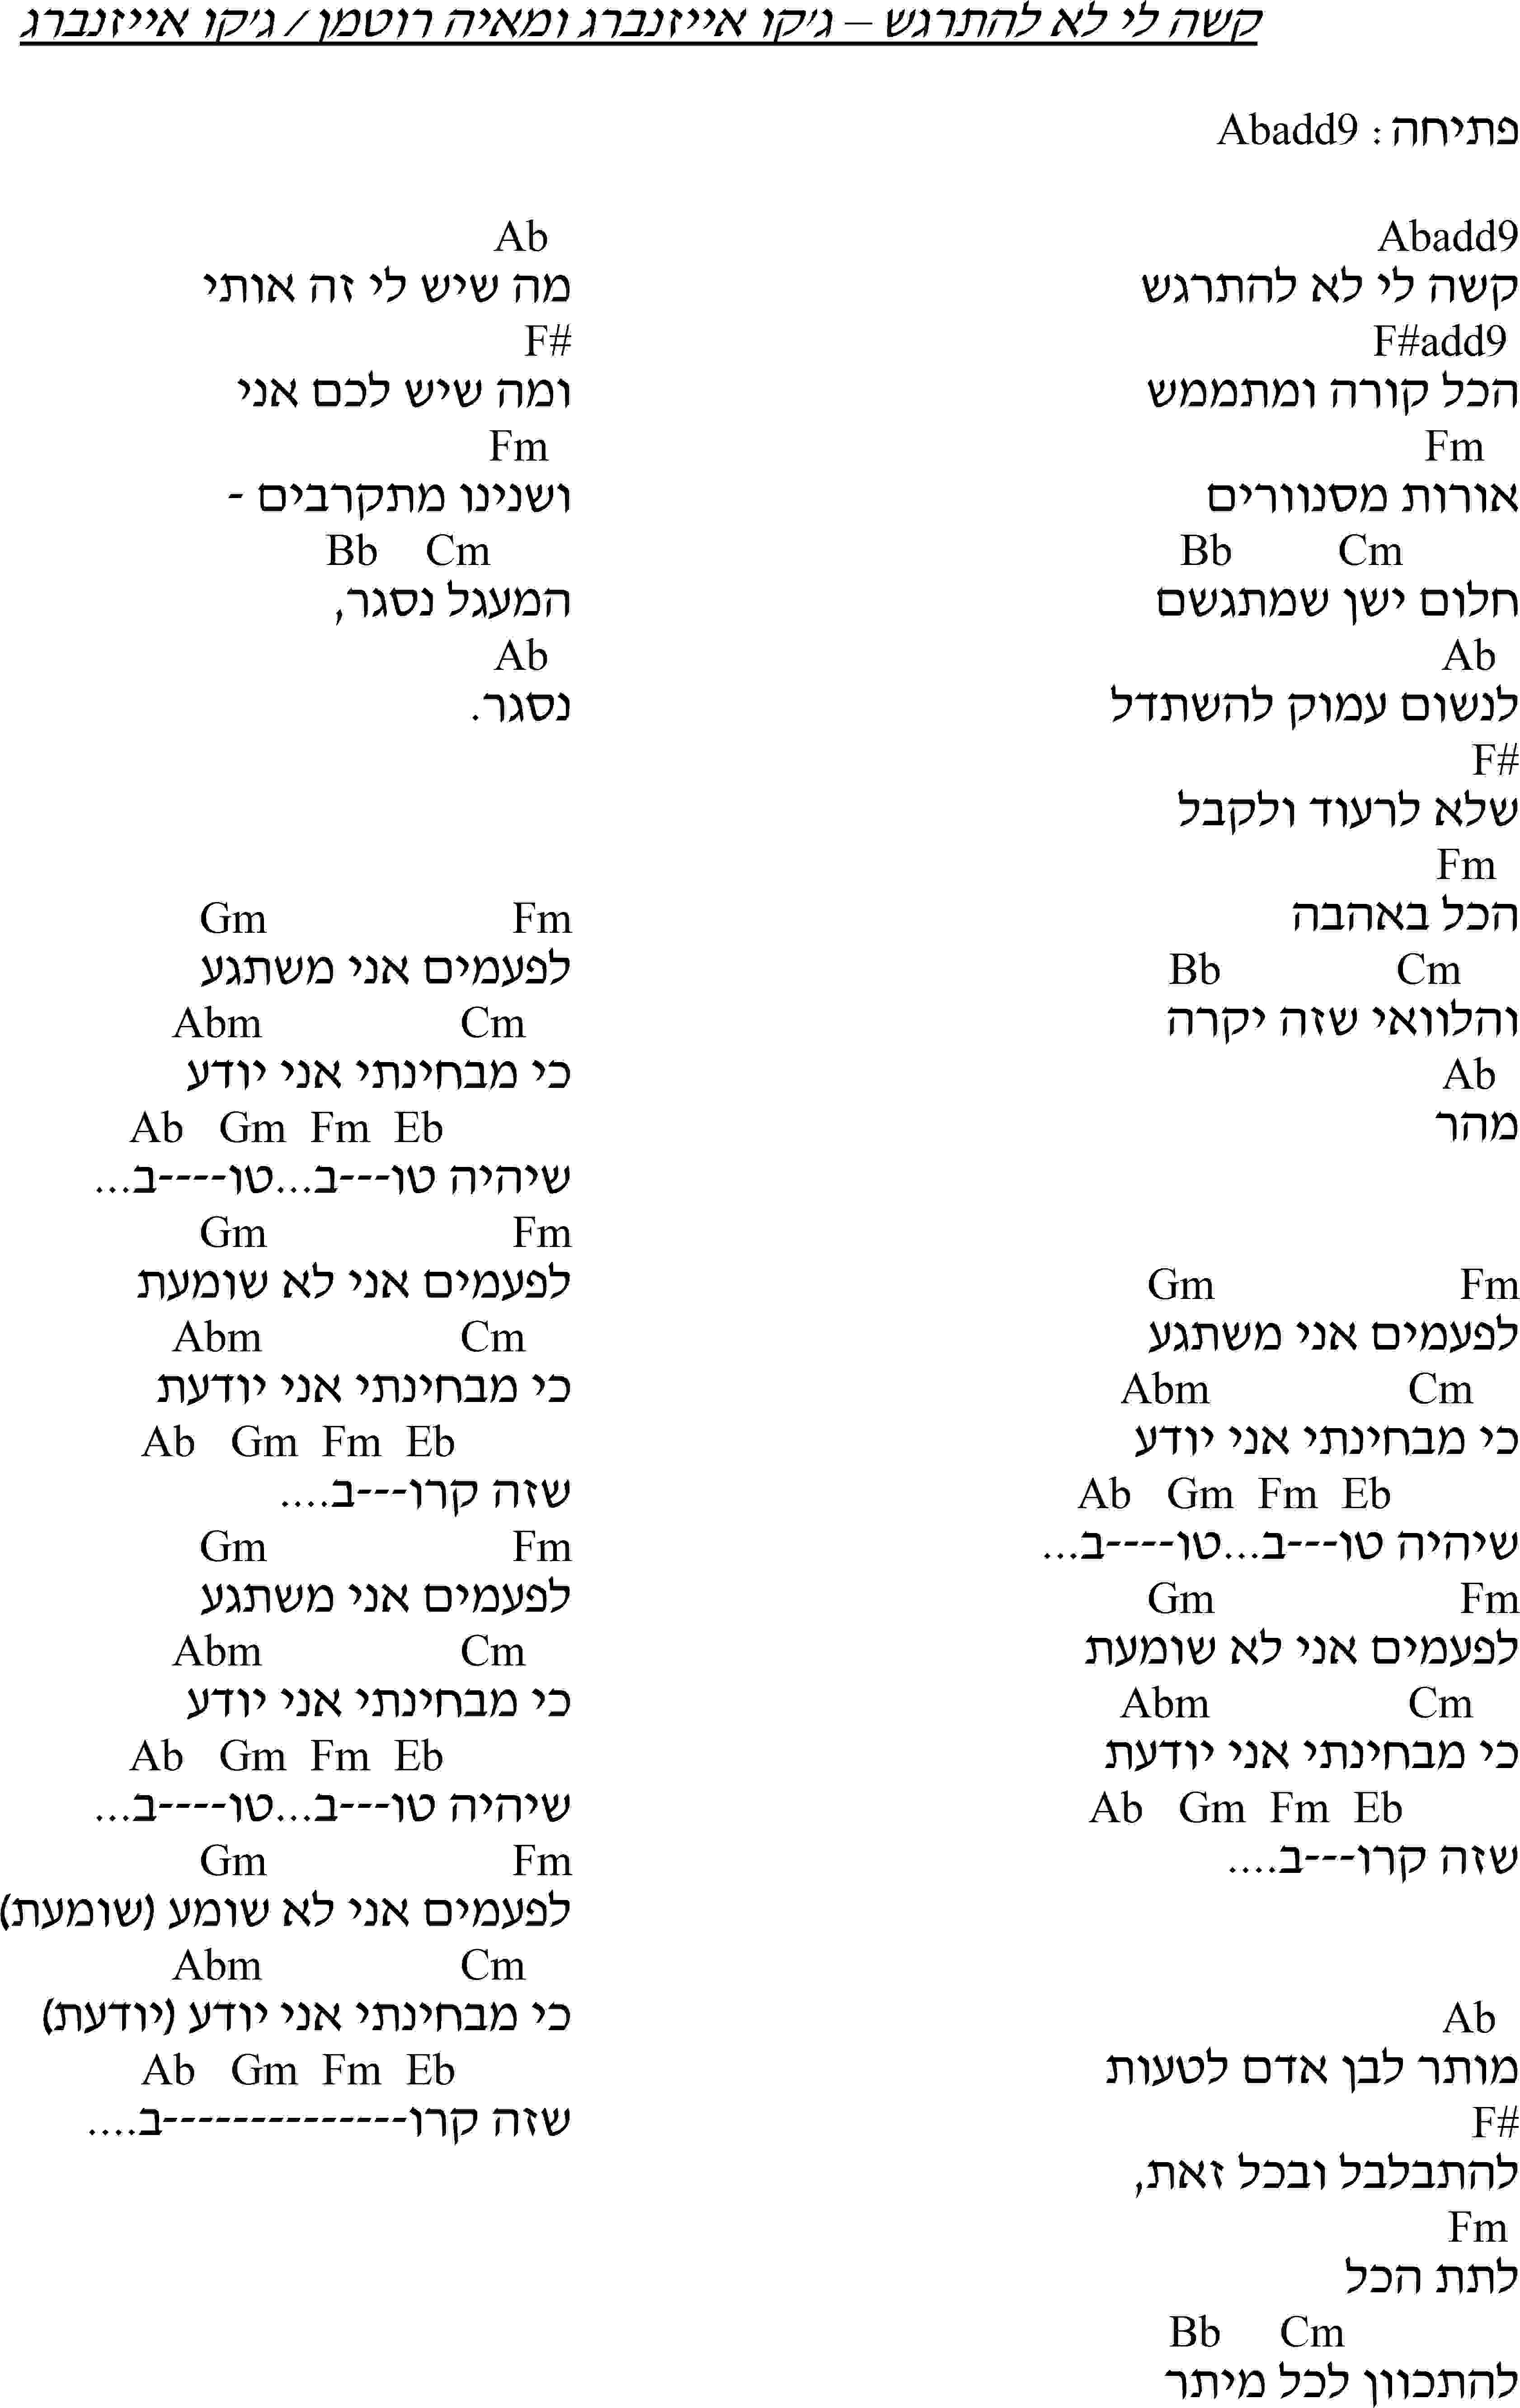 קשה לי לא להתרגש – ג'קו אייזנברג ומאיה רוטמן / ג'קו אייזנברג
פתיחה: Abadd9
Abadd9
קשה לי לא להתרגש
F#add9
הכל קורה ומתממש
Fm
אורות מסנוורים
Bb Cm
חלום ישן שמתגשם
Ab
לנשום עמוק להשתדל
F#
שלא לרעוד ולקבל
Fm
הכל באהבה
Bb Cm
והלוואי שזה יקרה
Ab
מהר
Gm Fm
לפעמים אני משתגע
Abm Cm
כי מבחינתי אני יודע
Ab Gm Fm Eb
שיהיה טו---ב...טו----ב...
Gm Fm
לפעמים אני לא שומעת
Abm Cm
כי מבחינתי אני יודעת
Ab Gm Fm Eb
שזה קרו---ב....
Ab
מותר לבן אדם לטעות
F#
להתבלבל ובכל זאת,
Fm
לתת הכל
Bb Cm
להתכוון לכל מיתר
Ab
מה שיש לי זה אותי
F#
ומה שיש לכם אני
Fm
ושנינו מתקרבים -
Bb Cm
המעגל נסגר,
Ab
נסגר.
Gm Fm
לפעמים אני משתגע
Abm Cm
כי מבחינתי אני יודע
Ab Gm Fm Eb
שיהיה טו---ב...טו----ב...
Gm Fm
לפעמים אני לא שומעת
Abm Cm
כי מבחינתי אני יודעת
Ab Gm Fm Eb
שזה קרו---ב....
Gm Fm
לפעמים אני משתגע
Abm Cm
כי מבחינתי אני יודע
Ab Gm Fm Eb
שיהיה טו---ב...טו----ב...
Gm Fm
לפעמים אני לא שומע (שומעת)
Abm Cm
כי מבחינתי אני יודע (יודעת)
Ab Gm Fm Eb
שזה קרו--------------ב....